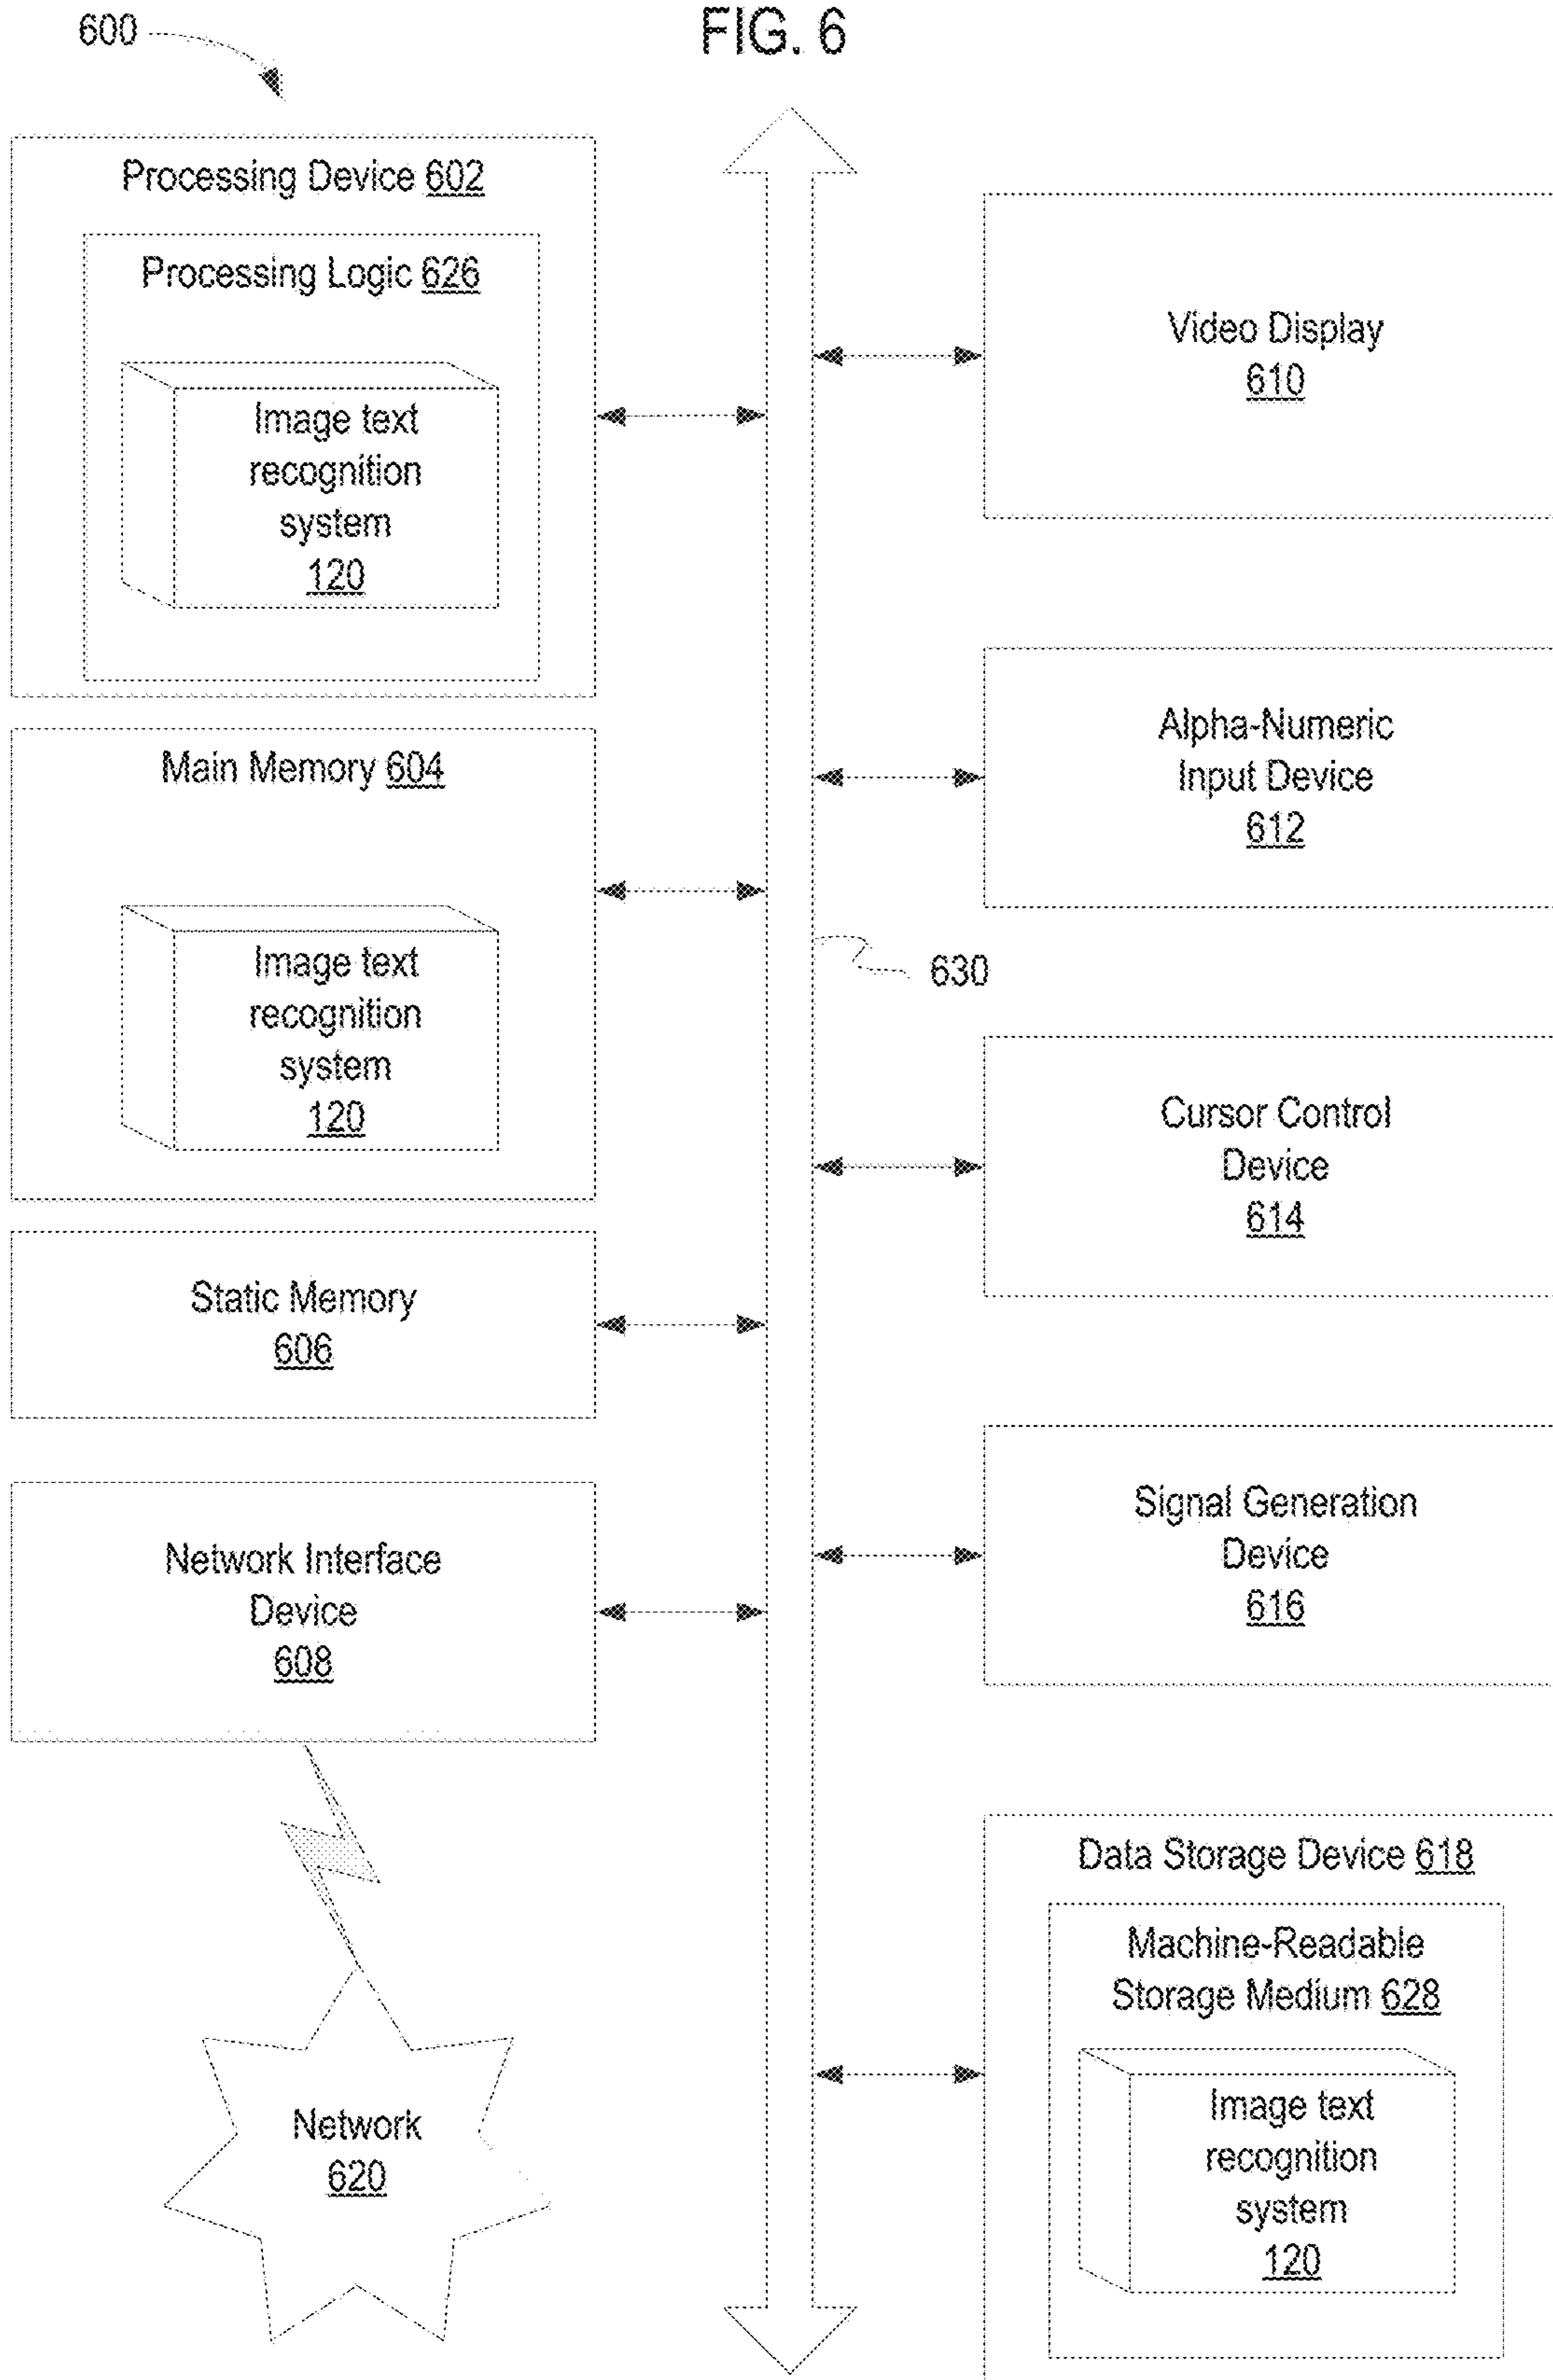 FIG. 6
600
Processing Device 602
Processing Logic 626
Image text
recognition
system
120
Main Memory 604
Image text
recognition
system
120
Static Memory
606
Network Interface
Device
608
Network
620
630
Video Display
610
Alpha-Numeric
Input Device
612
Cursor Control
Device
614
Signal Generation
Device
616
Data Storage Device 618
Machine-Readable
Storage Medium 628
Image text
recognition
system
120